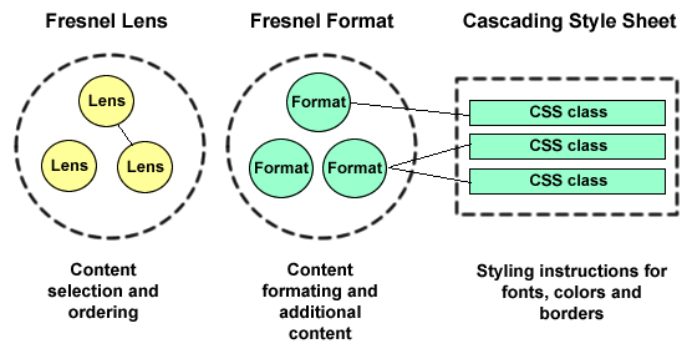 Fresnel Lens
Fresnel Format
Cascading Style Sheet
Lens
Lens
Lens
Format
Format
Format
CSS class
CSS class
CSS class
Content
selection and
ordering
Content
formating and
additional
content
Styling instructions for
fonts, colors and
borders